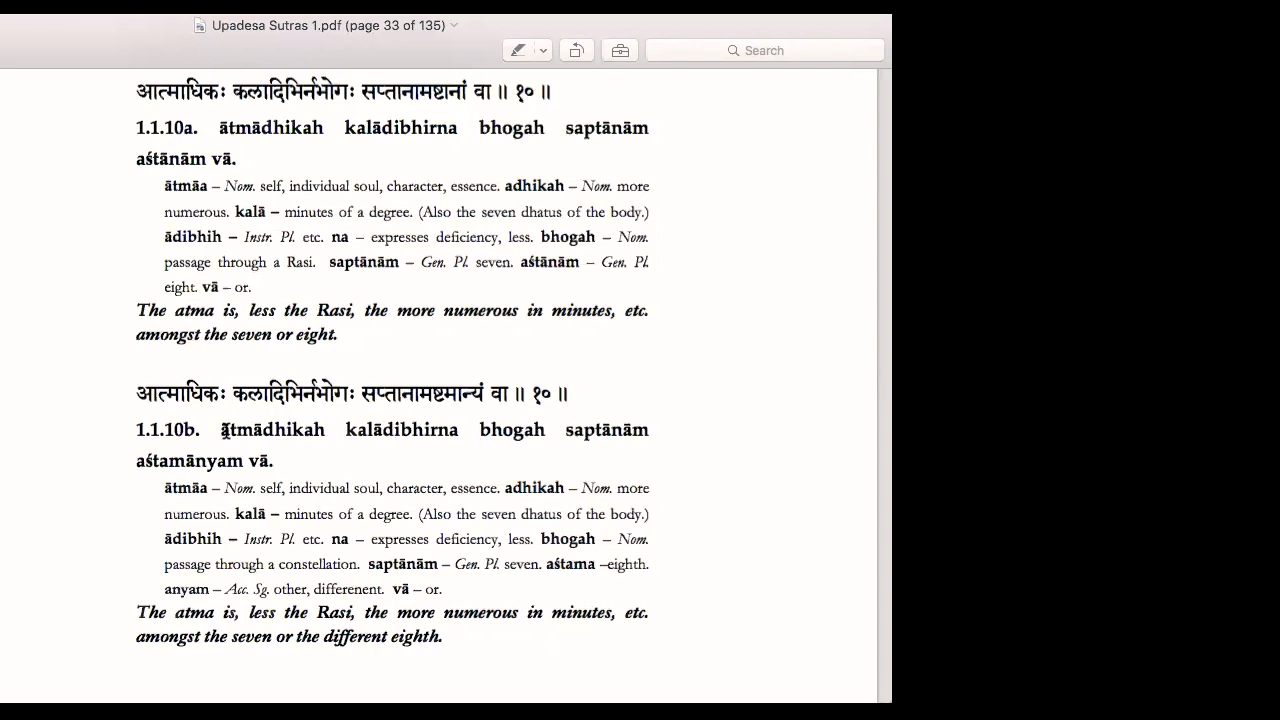 Upadesa Sutras 1.pdf (page 33 of 135)
Search
आत्माधिकः कलादिभिर्नभोगः सप्तानामष्टानां वा ॥ १० ॥
1.1.10a. ātmādhikah kalādibhirna bhogah saptānām
aśtānām vā.
ātmāa – Nom. self, individual soul, character, essence. adhikah – Nom. more
numerous. kalā – minutes of a degree. (Also the seven dhatus of the body.)
ādibhih – Instr. Pl. etc. na – expresses deficiency, less. bhogah – Nom.
passage through a Rasi. saptānām – Gen. Pl. seven. aśtānām – Gen. Pl.
eight. vā – or.
The atma is, less the Rasi, the more numerous in minutes, etc.
amongst the seven or eight.
आत्माधिकः कलादिभिर्नभोगः सप्तानामष्टमान्यं वा ॥ १० ॥
1.1.10b. ātmādhikah kalādibhirna bhogah saptānām
aśtamānyam vā.
ātmāa – Nom. self, individual soul, character, essence. adhikah – Nom. more
numerous. kalā – minutes of a degree. (Also the seven dhatus of the body.)
ādibhih – Instr. Pl. etc. na – expresses deficiency, less. bhogah – Nom.
passage through a constellation. saptānām – Gen. Pl. seven. aśtama –eighth.
anyam – Acc. Sg. other, differenent. vā – or.
The atma is, less the Rasi, the more numerous in minutes, etc.
amongst the seven or the different eighth.